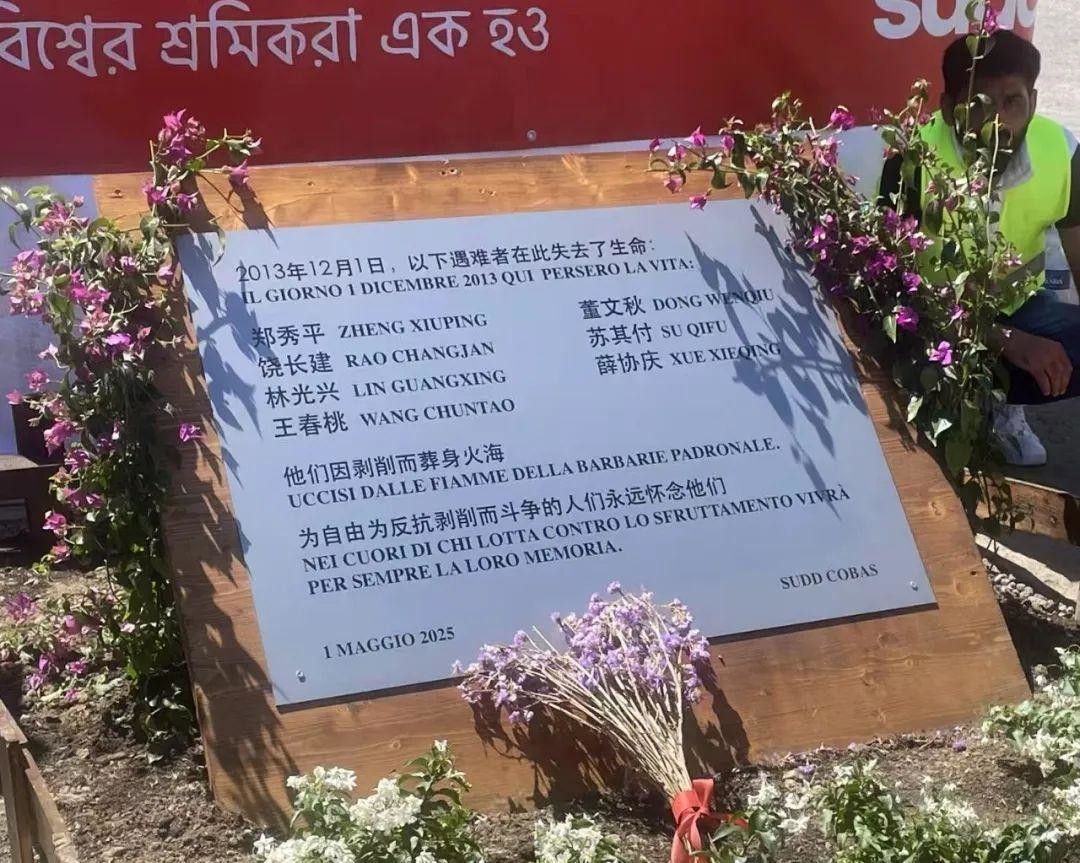 বিশ্বের শ্রমিকরা এক হও
sudd
2013年12月1日，以下遇难者在此失去了生命：
IL GIORNO 1 DICEMBRE 2013 QUI PERSERO LA VITA:
郑秀平 ZHENG XIUPING
饶长建 RAO CHANGJAN
林光兴 LIN GUANGXING
王春桃 WANG CHUNTAO
董文秋 DONG WENQIU
苏其付 SU QIFU
薛协庆 XUE XIEQING
他们因剥削而葬身火海
UCCISI DALLE FIAMME DELLA BARBARIE PADRONALE.
为自由为反抗剥削而斗争的人们永远怀念他们
NEI CUORI DI CHI LOTTA CONTRO LO SFRUTTAMENTO VIVRÀ
PER SEMPRE LA LORO MEMORIA.
SUDD COBAS
1 MAGGIO 2025